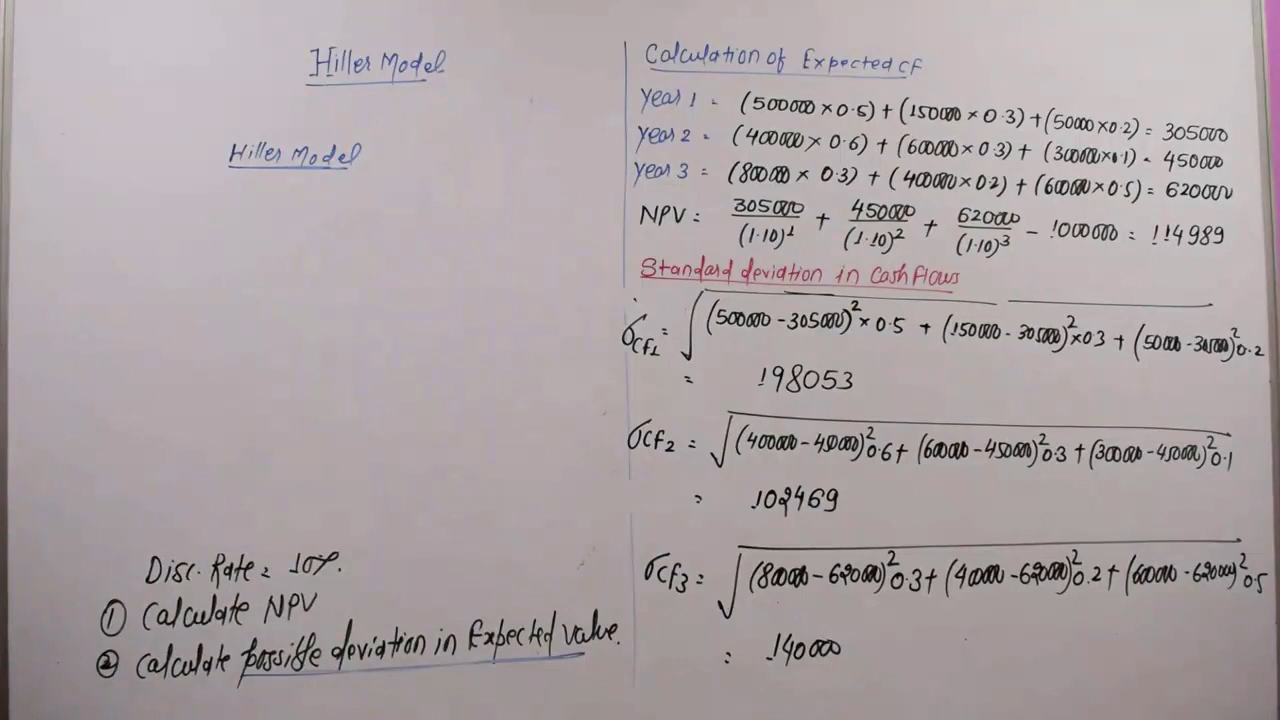 Hiller Model
Hiller Model
Disc. Rate = 10%.
① Calculate NPV
② Calculate possible deviation in Expected value.
Calculation of Expected CF
Year 1 = (500000 × 0.5) + (150000 × 0.3) + (50000 × 0.2) = 305000
Year 2 = (400000 × 0.6) + (600000 × 0.3) + (300000 × 0.1) = 450000
Year 3 = (800000 × 0.3) + (400000 × 0.2) + (600000 × 0.5) = 620000
NPV = 305000/(1.10)¹ + 450000/(1.10)² + 620000/(1.10)³ - 1000000 = 114989
Standard deviation in Cash flows
σCF1 = √(500000 - 305000)² × 0.5 + (150000 - 305000)² × 0.3 + (50000 - 305000)² 0.2
= 198053
σCF2 = √(400000 - 450000)² 0.6 + (600000 - 450000)² 0.3 + (300000 - 450000)² 0.1
= 102469
σCF3 = √(800000 - 620000)² 0.3 + (400000 - 620000)² 0.2 + (600000 - 620000)² 0.5
= 140000